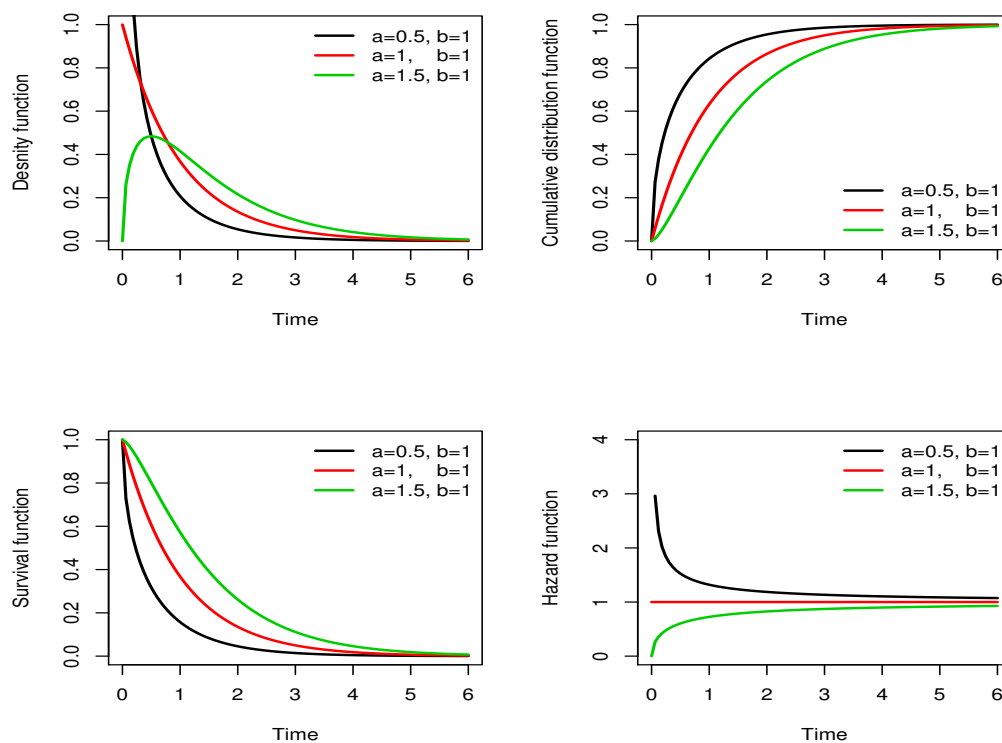 Desnity function
0.0 0.2 0.4 0.6 0.8 1.0
a=0.5, b=1
a=1, b=1
a=1.5, b=1
0 1 2 3 4 5 6
Time
Cumulative distribution function
0.0 0.2 0.4 0.6 0.8 1.0
a=0.5, b=1
a=1, b=1
a=1.5, b=1
0 1 2 3 4 5 6
Time
Survival function
0.0 0.2 0.4 0.6 0.8 1.0
a=0.5, b=1
a=1, b=1
a=1.5, b=1
0 1 2 3 4 5 6
Time
Hazard function
0 1 2 3 4
a=0.5, b=1
a=1, b=1
a=1.5, b=1
0 1 2 3 4 5 6
Time